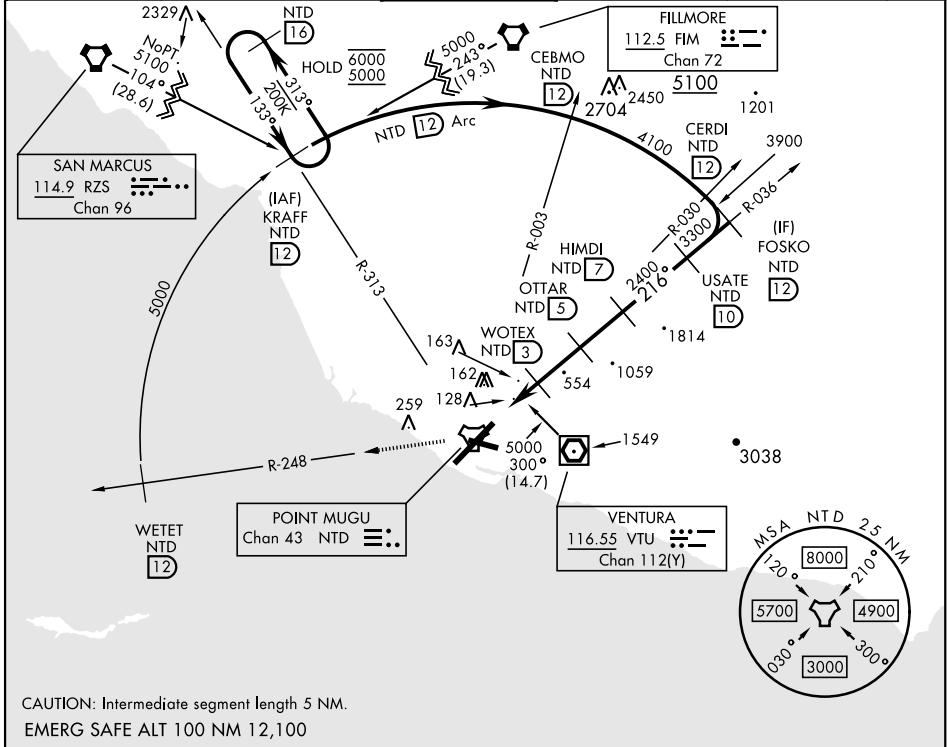 2329
NoPT
5100
104°
(28.6)
NTD
16
HOLD 6000
5000
200K
133°
313°
5000
243°
(19.3)
FILLMORE
112.5 FIM
Chan 72
CEBMO
NTD
12
2704
2450
5100
1201
NTD 12 Arc
4100
CERDI
NTD
12
3900
SAN MARCUS
114.9 RZS
Chan 96
(IAF)
KRAFF
NTD
12
R-313
R-003
R-030
R-036
3300
(IF)
FOSKO
NTD
12
5000
HIMDI
NTD 7
2400
216°
OTTAR
NTD 5
USATE
NTD
10
WOTEX
NTD 3
1814
163
162
128
554
1059
259
1549
5000
300°
(14.7)
3038
R-248
WETET
NTD
12
POINT MUGU
Chan 43 NTD
VENTURA
116.55 VTU
Chan 112(Y)
MSA NTD 25 NM
120°
8000
210°
5700
4900
030°
3000
300°
CAUTION: Intermediate segment length 5 NM.
EMERG SAFE ALT 100 NM 12,100